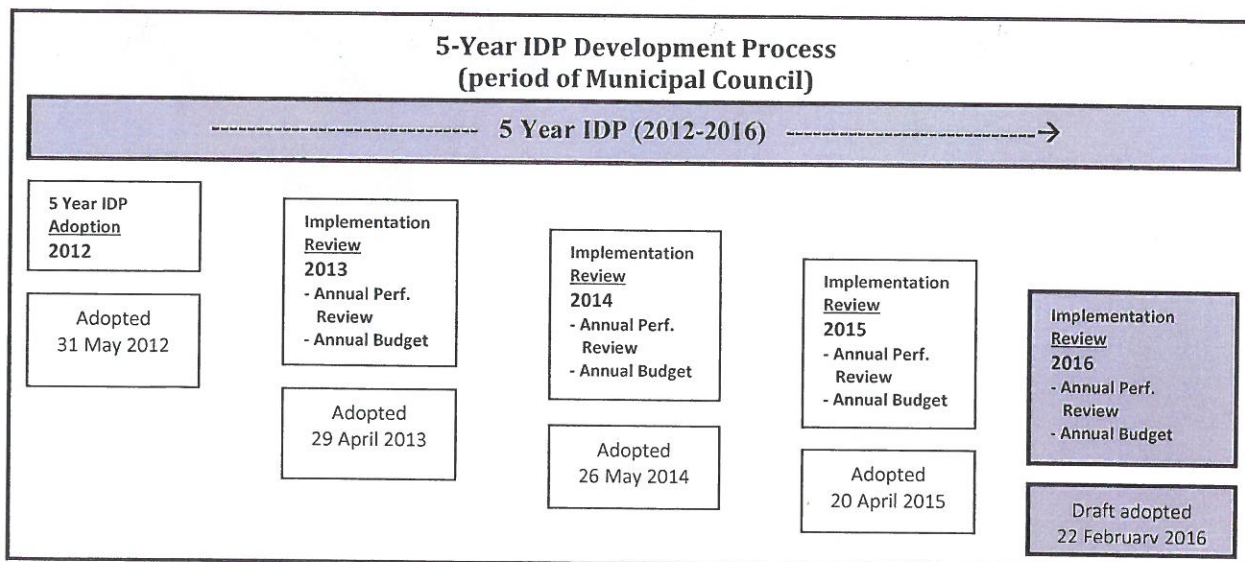 5-Year IDP Development Process
(period of Municipal Council)
------------------------------ 5 Year IDP (2012-2016) ----------------------------→
5 Year IDP
Adoption
2012
Adopted
31 May 2012
Implementation
Review
2013
- Annual Perf.
Review
- Annual Budget
Adopted
29 April 2013
Implementation
Review
2014
- Annual Perf.
Review
- Annual Budget
Adopted
26 May 2014
Implementation
Review
2015
- Annual Perf.
Review
- Annual Budget
Adopted
20 April 2015
Implementation
Review
2016
- Annual Perf.
Review
- Annual Budget
Draft adopted
22 February 2016